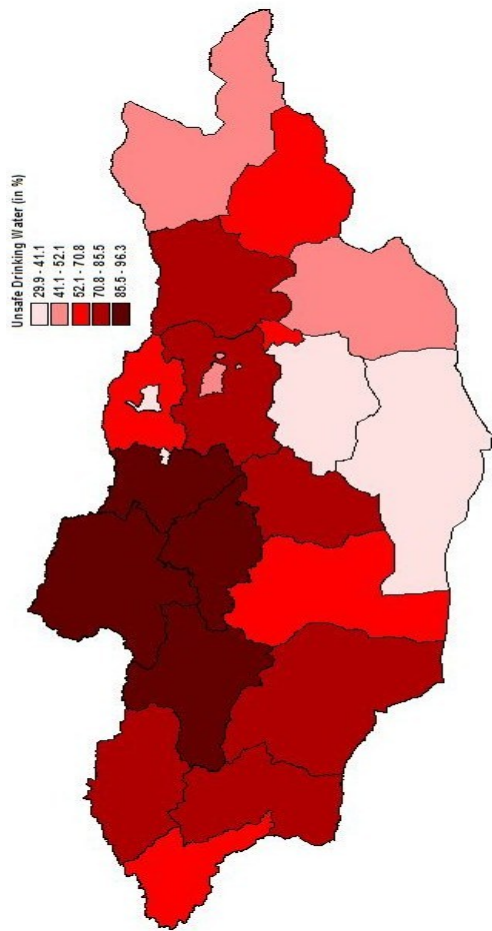 Unsafe Drinking Water (in %)
29.9 - 41.1
41.1 - 52.1
52.1 - 70.8
70.8 - 85.5
85.5 - 96.3